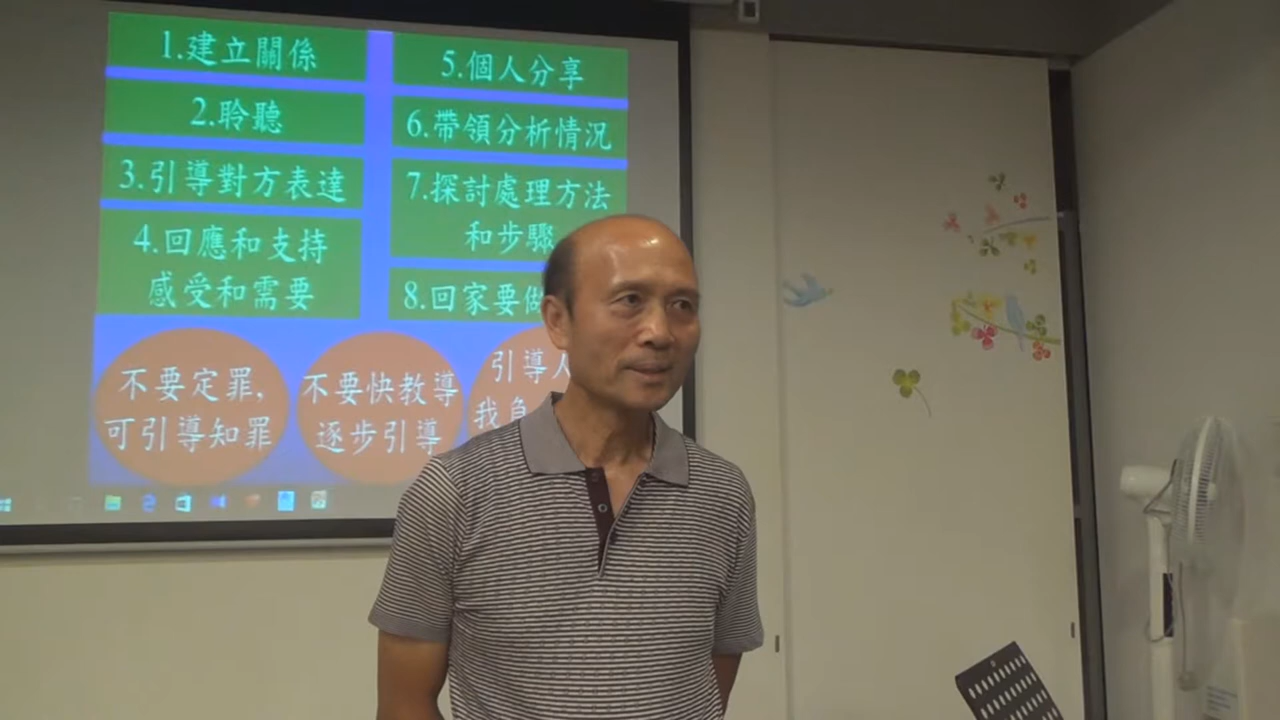 1.建立關係
2.聆聽
3.引導對方表達
4.回應和支持
感受和需要
5.個人分享
6.帶領分析情況
7.探討處理方法
和步驟
8.回家要做
不要定罪,
可引導知罪
不要快教導
逐步引導
引導人
我負